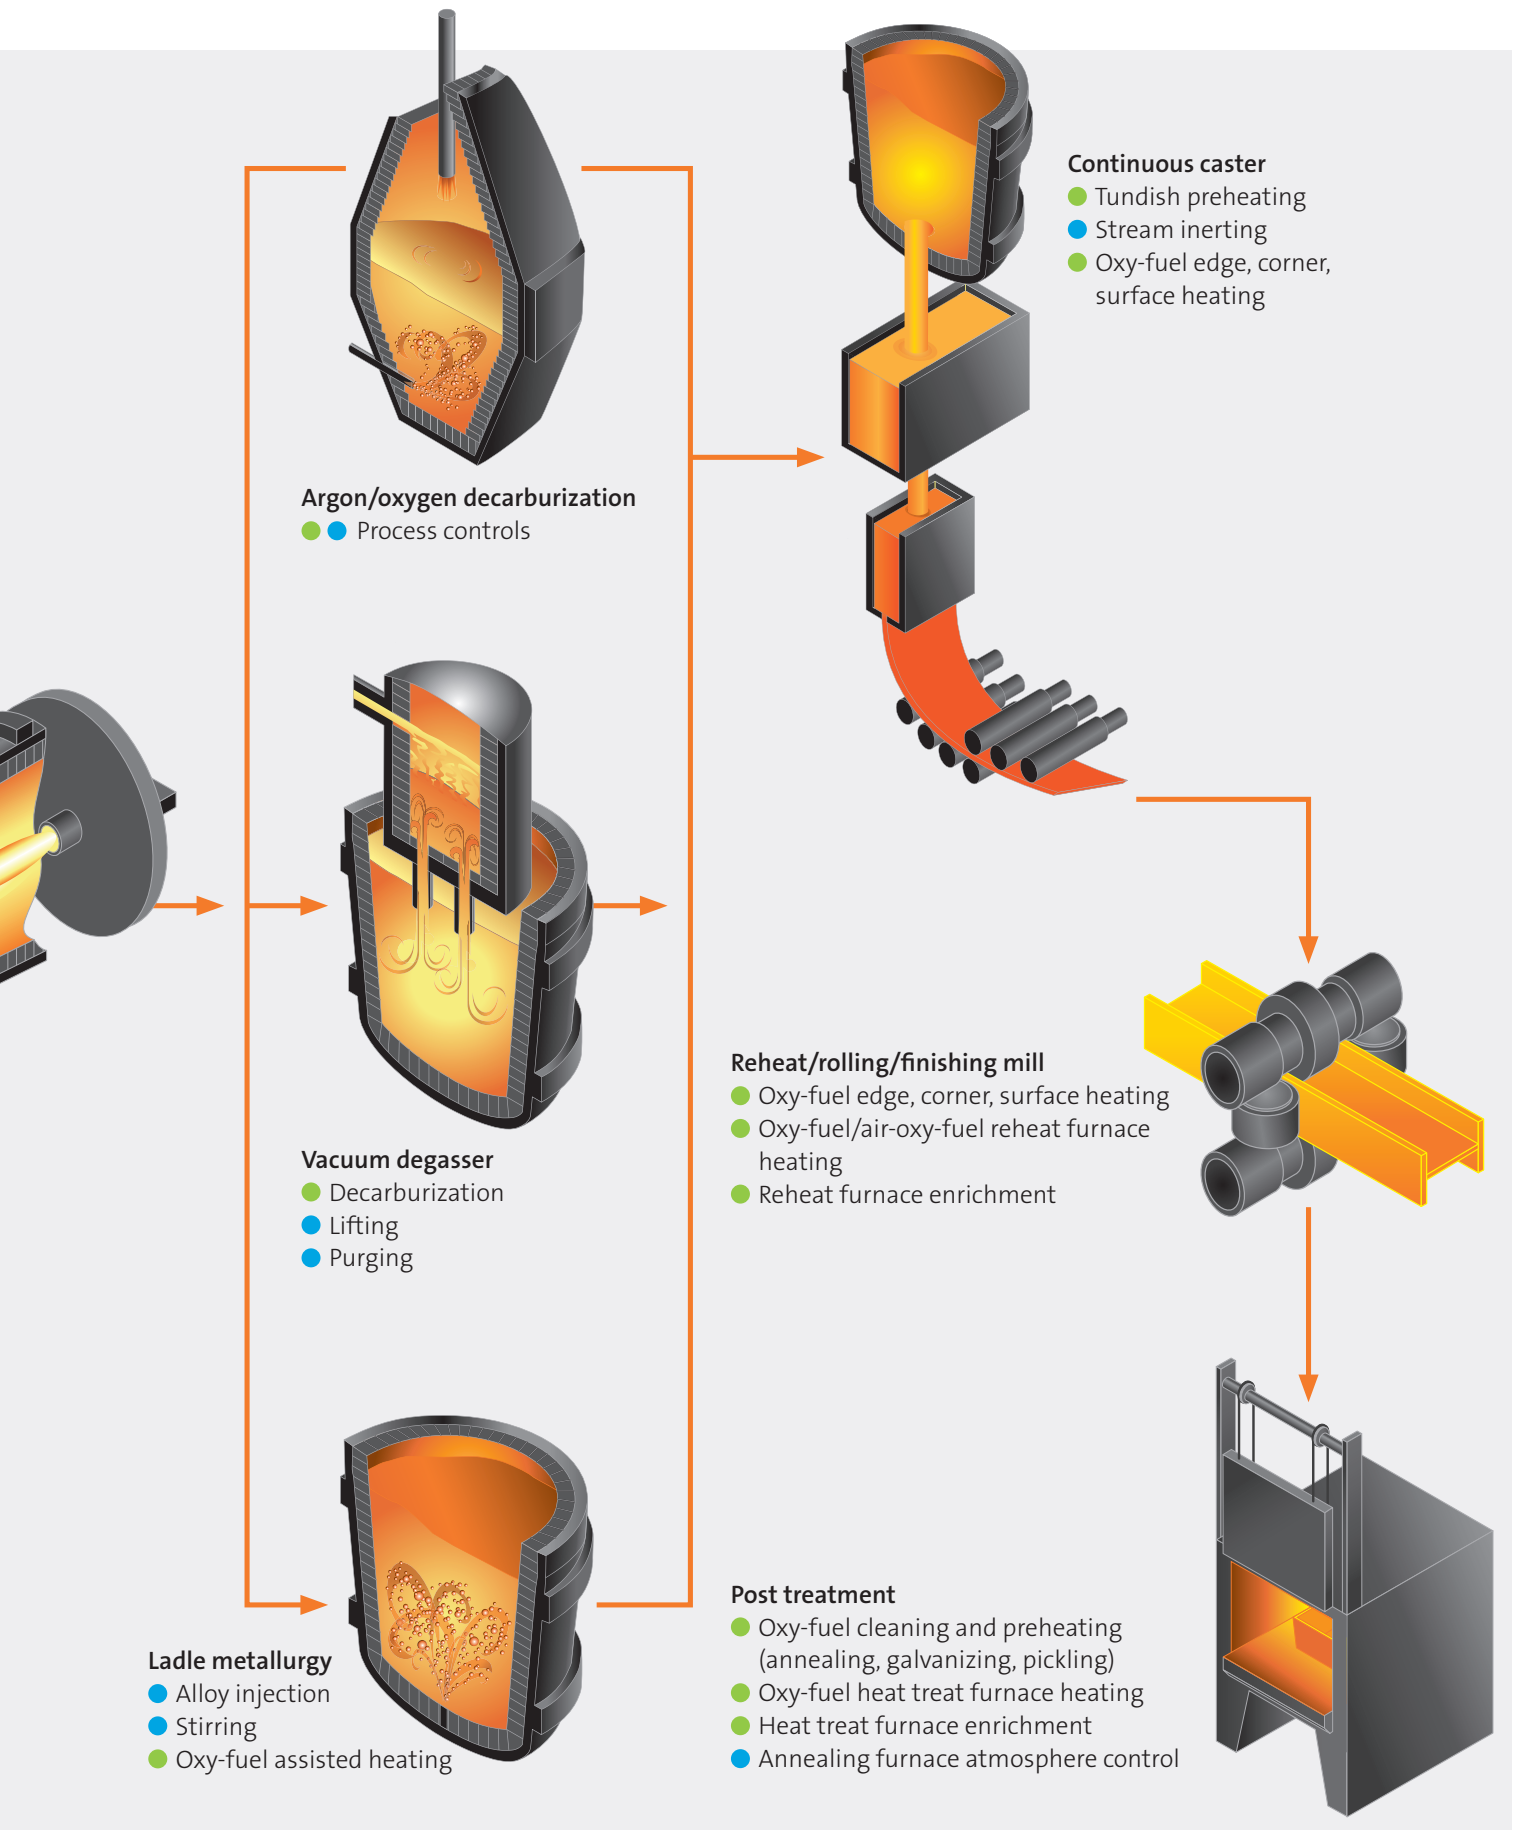 Continuous caster
Tundish preheating
Stream inerting
Oxy-fuel edge, corner,
surface heating
Argon/oxygen decarburization
Process controls
Vacuum degasser
Decarburization
Lifting
Purging
Reheat/rolling/finishing mill
Oxy-fuel edge, corner, surface heating
Oxy-fuel/air-oxy-fuel reheat furnace
heating
Reheat furnace enrichment
Ladle metallurgy
Alloy injection
Stirring
Oxy-fuel assisted heating
Post treatment
Oxy-fuel cleaning and preheating
(annealing, galvanizing, pickling)
Oxy-fuel heat treat furnace heating
Heat treat furnace enrichment
Annealing furnace atmosphere control